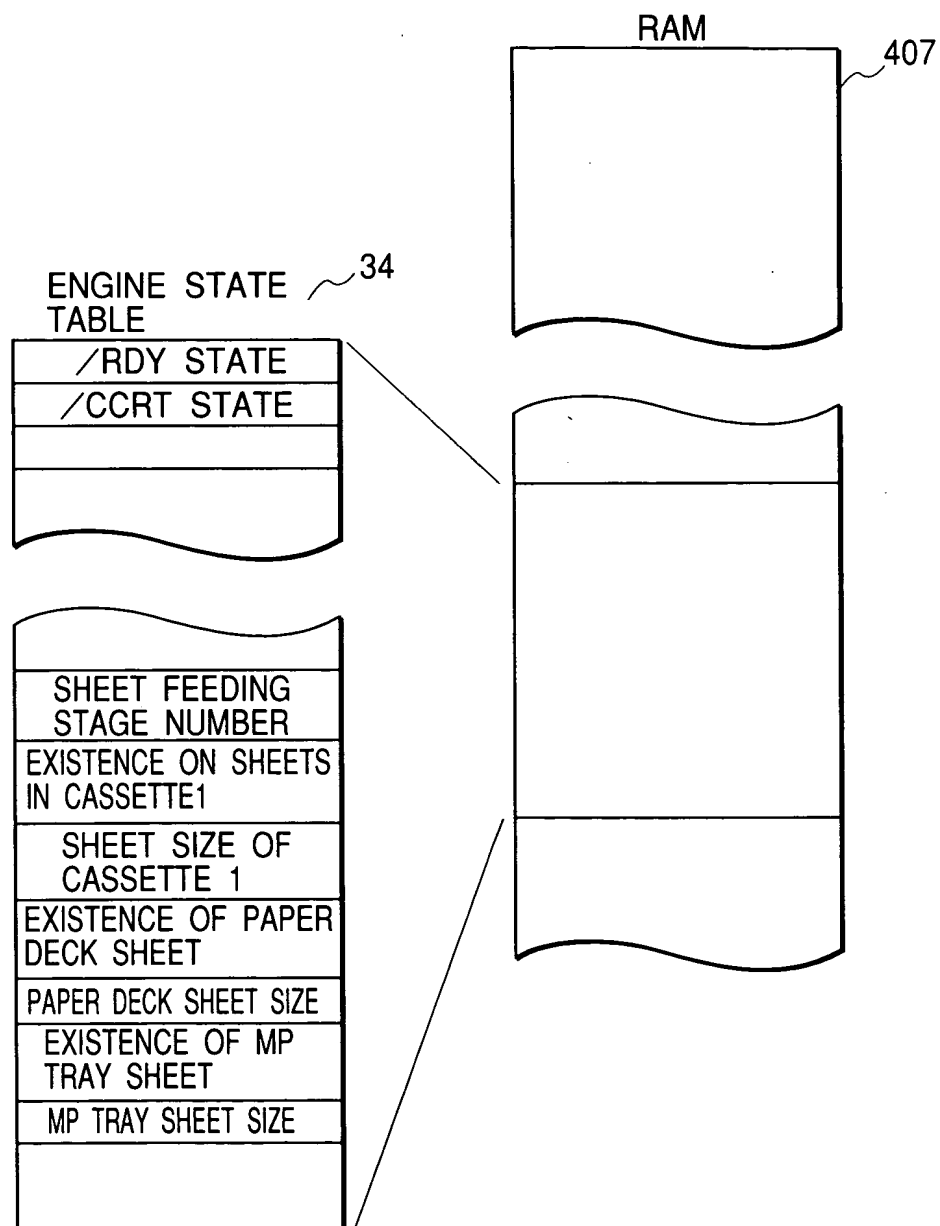 RAM
407
ENGINE STATE
TABLE
34
/RDY STATE
/CCRT STATE
SHEET FEEDING
STAGE NUMBER
EXISTENCE ON SHEETS
IN CASSETTE1
SHEET SIZE OF
CASSETTE 1
EXISTENCE OF PAPER
DECK SHEET
PAPER DECK SHEET SIZE
EXISTENCE OF MP
TRAY SHEET
MP TRAY SHEET SIZE